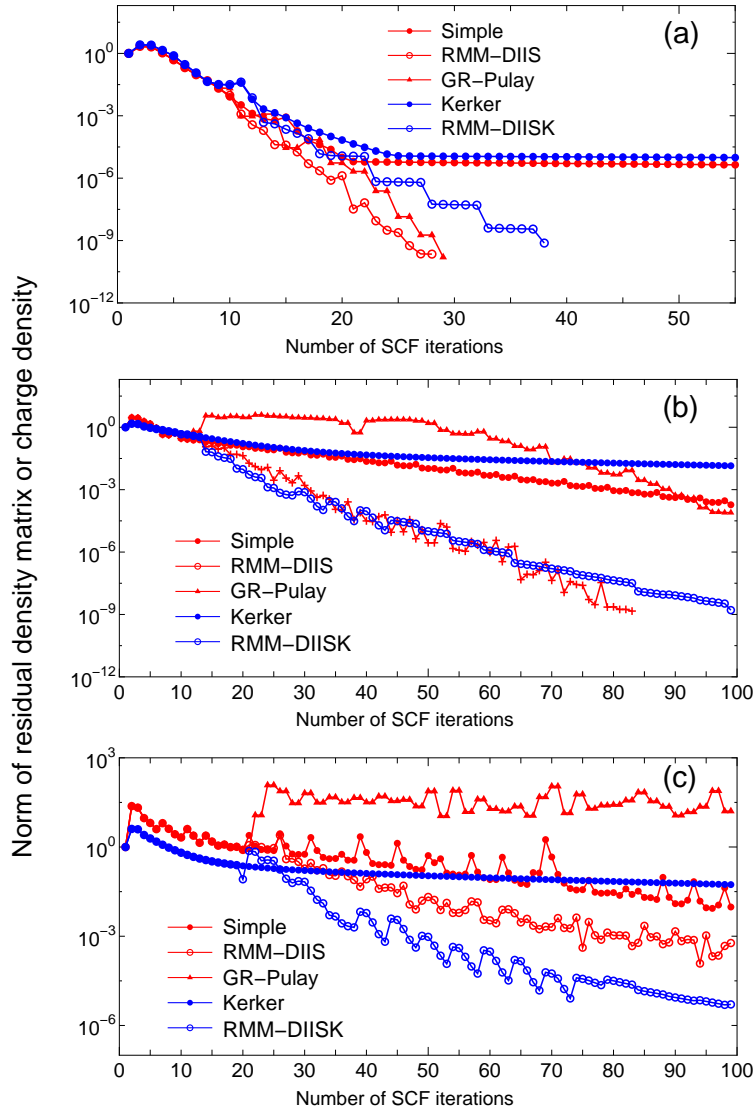 Norm of residual density matrix or charge density
(a)
Simple
RMM−DIIS
GR−Pulay
Kerker
RMM−DIISK
10^0
10^−3
10^−6
10^−9
10^−12
0 10 20 30 40 50
Number of SCF iterations
(b)
10^0
10^−3
10^−6
10^−9
10^−12
Simple
RMM−DIIS
GR−Pulay
Kerker
RMM−DIISK
0 10 20 30 40 50 60 70 80 90 100
Number of SCF iterations
(c)
10^3
10^0
10^−3
10^−6
Simple
RMM−DIIS
GR−Pulay
Kerker
RMM−DIISK
0 10 20 30 40 50 60 70 80 90 100
Number of SCF iterations